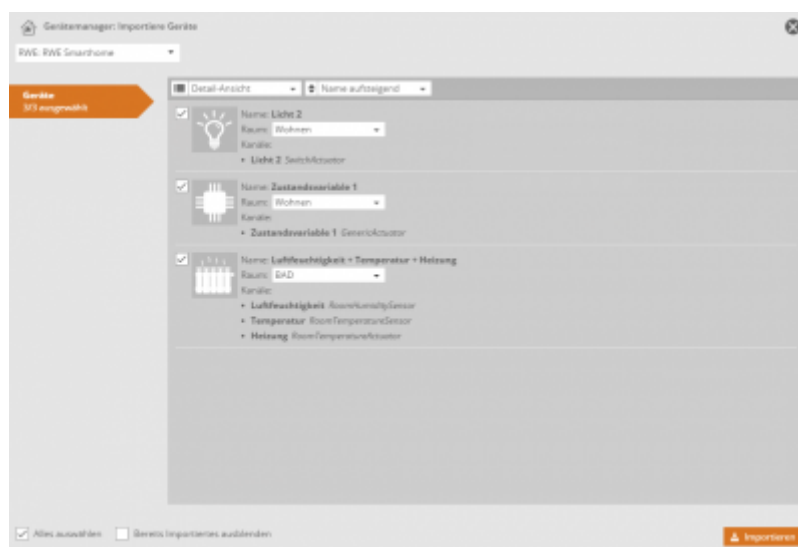 Gerätemanager: Importiere Geräte
RWE: RWE Smarthome
Geräte
3/3 ausgewählt
Detail-Ansicht
Name aufsteigend
Name: Licht 2
Raum: Wohnen
Kanäle:
• Licht 2 SwitchActuator
Name: Zustandsvariable 1
Raum: Wohnen
Kanäle:
• Zustandsvariable 1 GenericActuator
Name: Luftfeuchtigkeit + Temperatur + Heizung
Raum: BAD
Kanäle:
• Luftfeuchtigkeit RoomHumiditySensor
• Temperatur RoomTemperatureSensor
• Heizung RoomTemperatureActuator
Alles auswählen
Bereits Importiertes ausblenden
Importieren